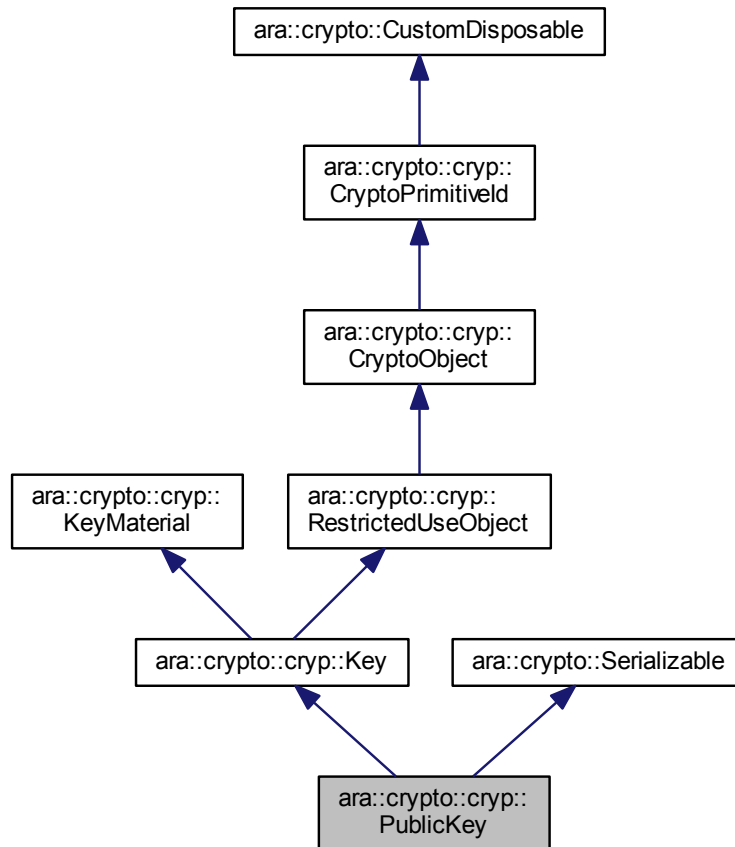 ara::crypto::CustomDisposable
ara::crypto::cryp::
CryptoPrimitiveId
ara::crypto::cryp::
CryptoObject
ara::crypto::cryp::
KeyMaterial
ara::crypto::cryp::
RestrictedUseObject
ara::crypto::cryp::Key
ara::crypto::Serializable
ara::crypto::cryp::
PublicKey